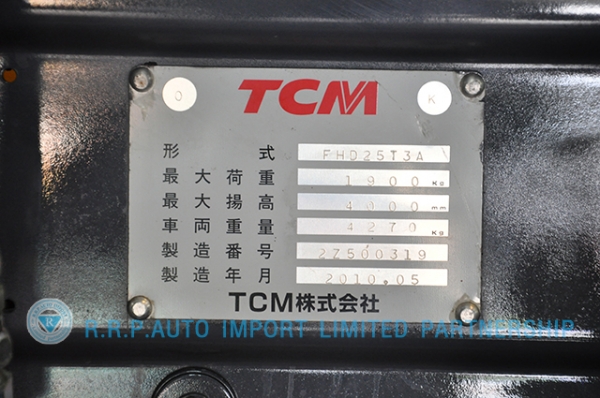 O TCM K
形式 FHD25T3A
最大荷重 1900 Kg
最大揚高 4000 mm
車両重量 4270 Kg
製造番号 2Z500319
製造年月 2010.05
TCM株式会社
R.R.P.AUTO IMPORT LIMITED PARTNERSHIP